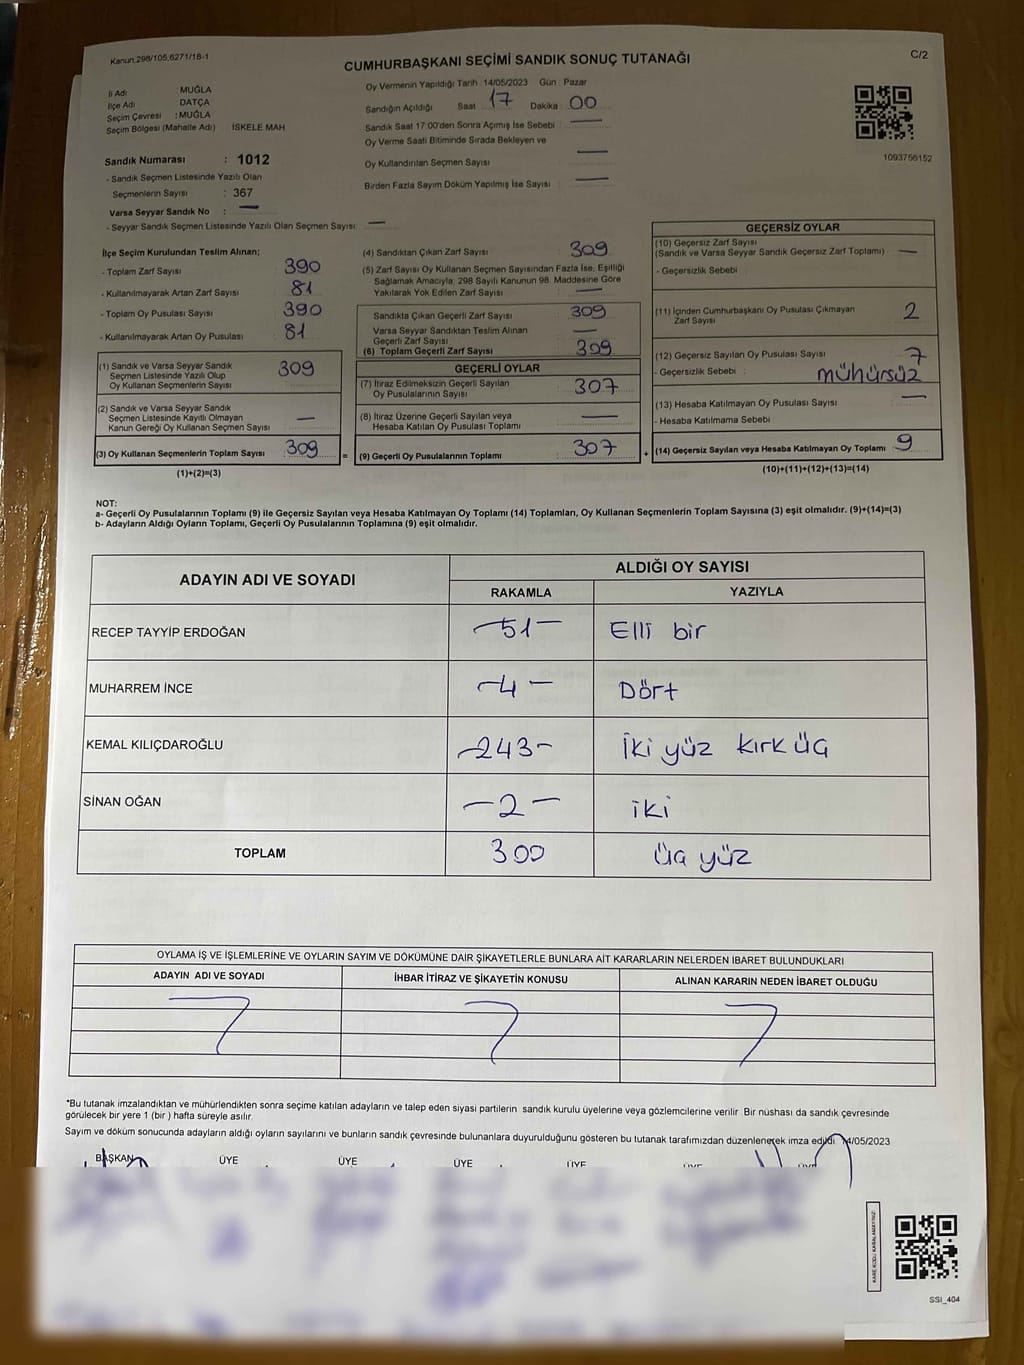 Kanun:298/105;6271/18-1
CUMHURBAŞKANI SEÇİMİ SANDIK SONUÇ TUTANAĞI
C/2
İl Adı : MUĞLA
İlçe Adı DATÇA
Seçim Çevresi : MUĞLA
Seçim Bölgesi (Mahalle Adı) İSKELE MAH
Sandık Numarası : 1012
- Sandık Seçmen Listesinde Yazılı Olan
Seçmenlerin Sayısı : 367
Varsa Seyyar Sandık No : —
- Seyyar Sandık Seçmen Listesinde Yazılı Olan Seçmen Sayısı: —
Oy Vermenin Yapıldığı Tarih : 14/05/2023 Gün : Pazar
Sandığın Açıldığı Saat 17 Dakika : 00
Sandık Saat 17:00'den Sonra Açımış İse Sebebi : —
Oy Verme Saati Bitiminde Sırada Bekleyen ve
Oy Kullandırılan Seçmen Sayısı —
Birden Fazla Sayım Döküm Yapılmış İse Sayısı —
1093756152
İlçe Seçim Kurulundan Teslim Alınan;
- Toplam Zarf Sayısı 390
- Kullanılmayarak Artan Zarf Sayısı 81
- Toplam Oy Pusulası Sayısı 390
- Kullanılmayarak Artan Oy Pusulası : 81
(1) Sandık ve Varsa Seyyar Sandık
Seçmen Listesinde Yazılı Olup
Oy Kullanan Seçmenlerin Sayısı 309
(2) Sandık ve Varsa Seyyar Sandık
Seçmen Listesinde Kayıtlı Olmayan
Kanun Gereği Oy Kullanan Seçmen Sayısı —
(3) Oy Kullanan Seçmenlerin Toplam Sayısı 309
(1)+(2)=(3)
=
(4) Sandıktan Çıkan Zarf Sayısı : 309
(5) Zarf Sayısı Oy Kullanan Seçmen Sayısından Fazla İse, Eşitliği
Sağlamak Amacıyla, 298 Sayılı Kanunun 98. Maddesine Göre
Yakılarak Yok Edilen Zarf Sayısı : —
Sandıkta Çıkan Geçerli Zarf Sayısı 309
Varsa Seyyar Sandıktan Teslim Alınan
Geçerli Zarf Sayısı —
(6) Toplam Geçerli Zarf Sayısı 309
GEÇERLİ OYLAR
(7) İtiraz Edilmeksizin Geçerli Sayılan
Oy Pusulalarının Sayısı 307
(8) İtiraz Üzerine Geçerli Sayılan veya
Hesaba Katılan Oy Pusulası Toplamı —
(9) Geçerli Oy Pusulalarının Toplamı : 307
+
GEÇERSİZ OYLAR
(10) Geçersiz Zarf Sayısı
(Sandık ve Varsa Seyyar Sandık Geçersiz Zarf Toplamı) —
- Geçersizlik Sebebi
(11) İçinden Cumhurbaşkanı Oy Pusulası Çıkmayan
Zarf Sayısı 2
(12) Geçersiz Sayılan Oy Pusulası Sayısı : 7
- Geçersizlik Sebebi : mühürsüz
(13) Hesaba Katılmayan Oy Pusulası Sayısı : —
- Hesaba Katılmama Sebebi
(14) Geçersiz Sayılan veya Hesaba Katılmayan Oy Toplamı 9
(10)+(11)+(12)+(13)=(14)
NOT:
a- Geçerli Oy Pusulalarının Toplamı (9) ile Geçersiz Sayılan veya Hesaba Katılmayan Oy Toplamı (14) Toplamları, Oy Kullanan Seçmenlerin Toplam Sayısına (3) eşit olmalıdır. (9)+(14)=(3)
b- Adayların Aldığı Oyların Toplamı, Geçerli Oy Pusulalarının Toplamına (9) eşit olmalıdır.
ADAYIN ADI VE SOYADI
ALDIĞI OY SAYISI
RAKAMLA YAZIYLA
RECEP TAYYİP ERDOĞAN —51— Elli bir
MUHARREM İNCE —4— Dört
KEMAL KILIÇDAROĞLU —243— İki yüz kırk üç
SİNAN OĞAN —2— iki
TOPLAM 300 üç yüz
OYLAMA İŞ VE İŞLEMLERİNE VE OYLARIN SAYIM VE DÖKÜMÜNE DAİR ŞİKAYETLERLE BUNLARA AİT KARARLARIN NELERDEN İBARET BULUNDUKLARI
ADAYIN ADI VE SOYADI İHBAR İTİRAZ VE ŞİKAYETİN KONUSU ALINAN KARARIN NEDEN İBARET OLDUĞU
*Bu tutanak imzalandıktan ve mühürlendikten sonra seçime katılan adayların ve talep eden siyasi partilerin sandık kurulu üyelerine veya gözlemcilerine verilir. Bir nüshası da sandık çevresinde
görülecek bir yere 1 (bir ) hafta süreyle asılır.
Sayım ve döküm sonucunda adayların aldığı oyların sayılarını ve bunların sandık çevresinde bulunanlara duyurulduğunu gösteren bu tutanak tarafımızdan düzenlenerek imza edildi. 14/05/2023
BAŞKAN ÜYE ÜYE ÜYE ÜYE ÜYE ÜYE
KARE KODU KARALAMAYINIZ
SSI_404